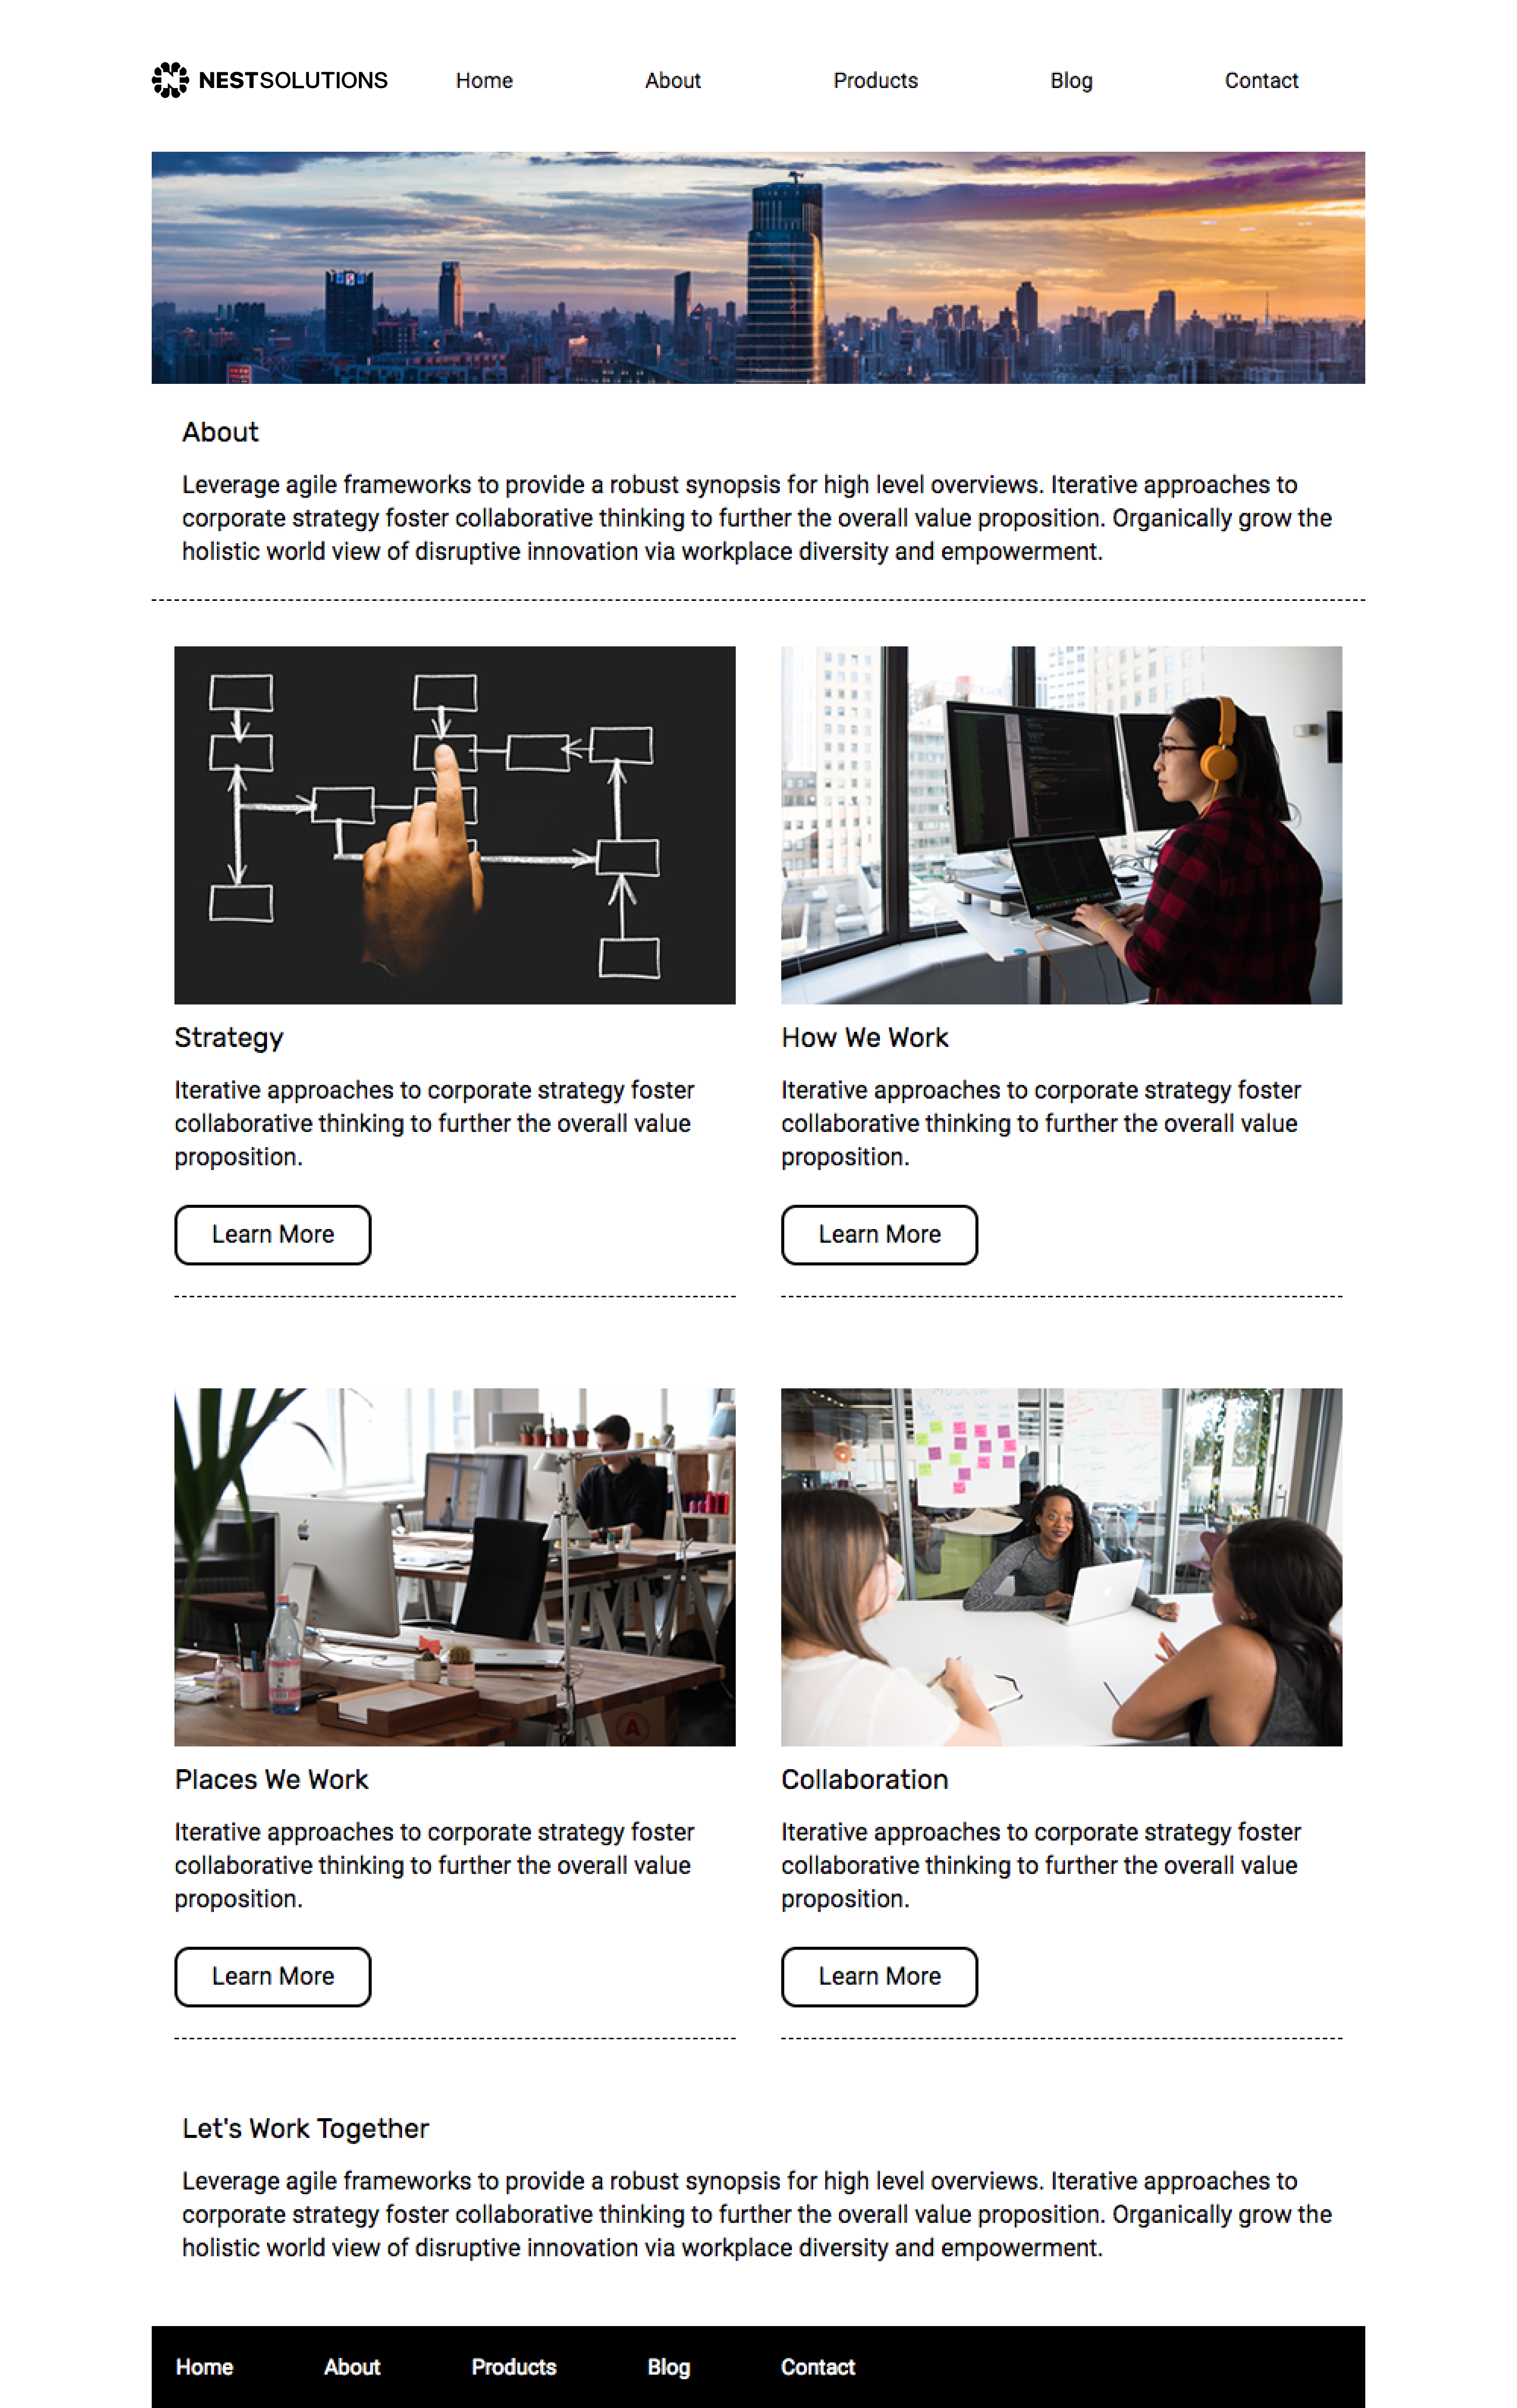 NESTSOLUTIONS Home About Products Blog Contact
About
Leverage agile frameworks to provide a robust synopsis for high level overviews. Iterative approaches to
corporate strategy foster collaborative thinking to further the overall value proposition. Organically grow the
holistic world view of disruptive innovation via workplace diversity and empowerment.
Strategy
Iterative approaches to corporate strategy foster
collaborative thinking to further the overall value
proposition.
Learn More
How We Work
Iterative approaches to corporate strategy foster
collaborative thinking to further the overall value
proposition.
Learn More
A
Places We Work
Iterative approaches to corporate strategy foster
collaborative thinking to further the overall value
proposition.
Learn More
Collaboration
Iterative approaches to corporate strategy foster
collaborative thinking to further the overall value
proposition.
Learn More
Let's Work Together
Leverage agile frameworks to provide a robust synopsis for high level overviews. Iterative approaches to
corporate strategy foster collaborative thinking to further the overall value proposition. Organically grow the
holistic world view of disruptive innovation via workplace diversity and empowerment.
Home About Products Blog Contact